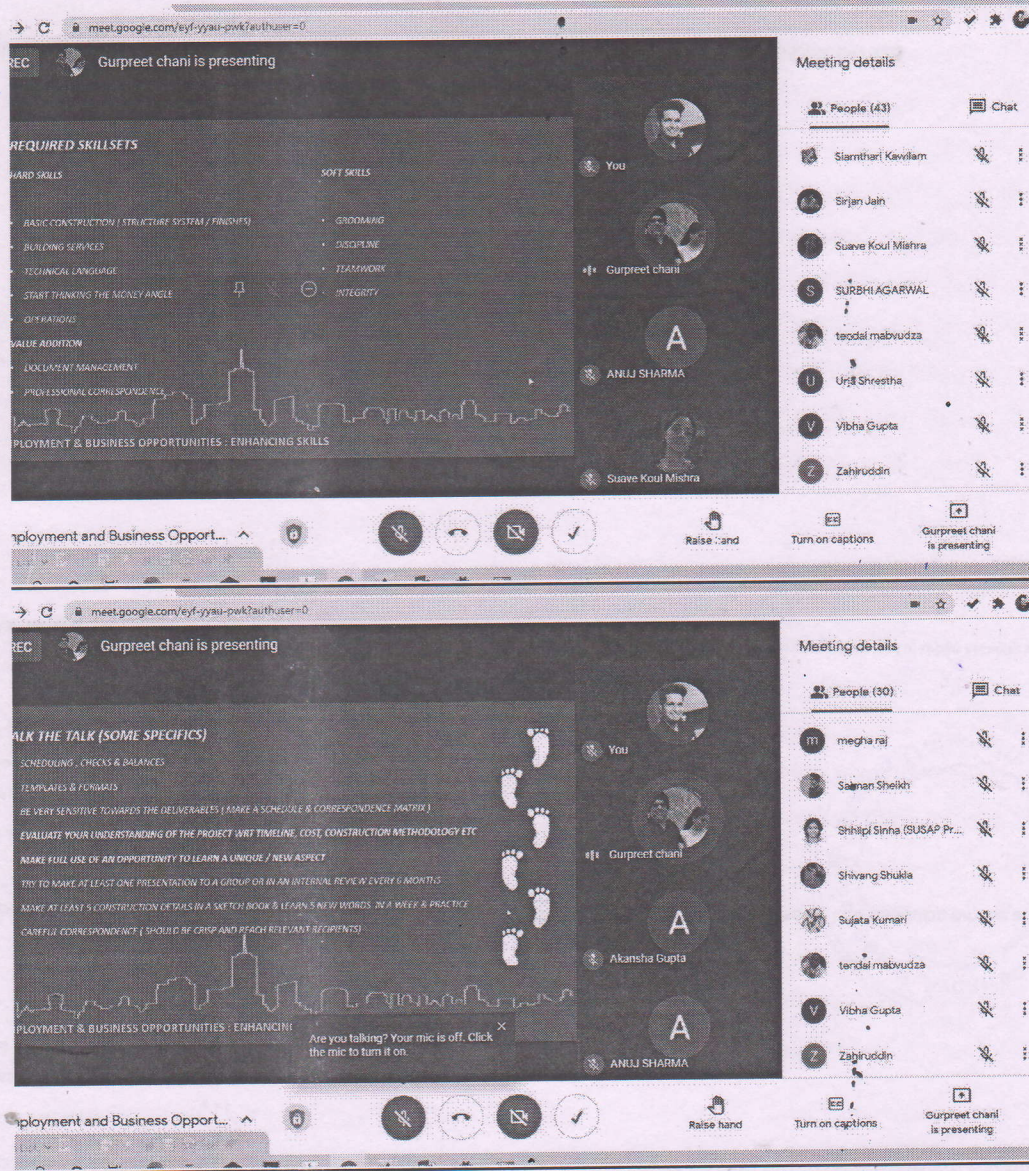 meet.google.com/eyf-yyau-pwk?authuser=0
REC
Gurpreet chani is presenting
REQUIRED SKILLSETS
HARD SKILLS
SOFT SKILLS
• BASIC CONSTRUCTION ( STRUCTURE SYSTEM / FINISHES)
• BUILDING SERVICES
• TECHNICAL LANGUAGE
• START THINKING THE MONEY ANGLE
• OPERATIONS
VALUE ADDITION
• DOCUMENT MANAGEMENT
• PROFESSIONAL CORRESPONDENCE
• GROOMING
• DISCIPLINE
• TEAMWORK
• INTEGRITY
PLOYMENT & BUSINESS OPPORTUNITIES : ENHANCING SKILLS
You
Gurpreet chani
A
ANUJ SHARMA
Suave Koul Mishra
Meeting details
People (43)
Chat
Siamthari Kawilam
Sirjan Jain
Suave Koul Mishra
S SURBHI AGARWAL
tendai mabvudza
U Urja Shrestha
V Vibha Gupta
Z Zahiruddin
nployment and Business Opport...
Raise hand
Turn on captions
Gurpreet chani
is presenting
meet.google.com/eyf-yyau-pwk?authuser=0
REC
Gurpreet chani is presenting
ALK THE TALK (SOME SPECIFICS)
SCHEDULING , CHECKS & BALANCES
TEMPLATES & FORMATS
BE VERY SENSITIVE TOWARDS THE DELIVERABLES ( MAKE A SCHEDULE & CORRESPONDENCE MATRIX )
EVALUATE YOUR UNDERSTANDING OF THE PROJECT WRT TIMELINE, COST, CONSTRUCTION METHODOLOGY ETC
MAKE FULL USE OF AN OPPORTUNITY TO LEARN A UNIQUE / NEW ASPECT
TRY TO MAKE AT LEAST ONE PRESENTATION TO A GROUP OR IN AN INTERNAL REVIEW EVERY 6 MONTHS
MAKE AT LEAST 5 CONSTRUCTION DETAILS IN A SKETCH BOOK & LEARN 5 NEW WORDS, IN A WEEK & PRACTICE
CAREFUL CORRESPONDENCE ( SHOULD BE CRISP AND REACH RELEVANT RECIPIENTS)
PLOYMENT & BUSINESS OPPORTUNITIES : ENHANCING
Are you talking? Your mic is off. Click
the mic to turn it on.
You
Gurpreet chani
A
Akansha Gupta
A
ANUJ SHARMA
Meeting details
People (30)
Chat
m megha raj
Salman Sheikh
Shhilpi Sinha (SUSAP Pr...
Shivang Shukla
Sujata Kumari
tendai mabvudza
V Vibha Gupta
Z Zahiruddin
nployment and Business Opport...
Raise hand
Turn on captions
Gurpreet chani
is presenting